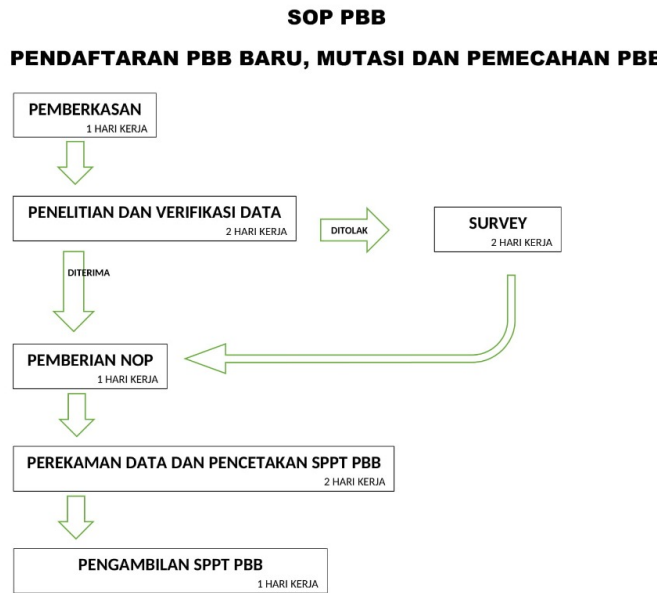 SOP PBB
PENDAFTARAN PBB BARU, MUTASI DAN PEMECAHAN PBB
PEMBERKASAN
1 HARI KERJA
PENELITIAN DAN VERIFIKASI DATA
2 HARI KERJA
DITOLAK
SURVEY
2 HARI KERJA
DITERIMA
PEMBERIAN NOP
1 HARI KERJA
PEREKAMAN DATA DAN PENCETAKAN SPPT PBB
2 HARI KERJA
PENGAMBILAN SPPT PBB
1 HARI KERJA